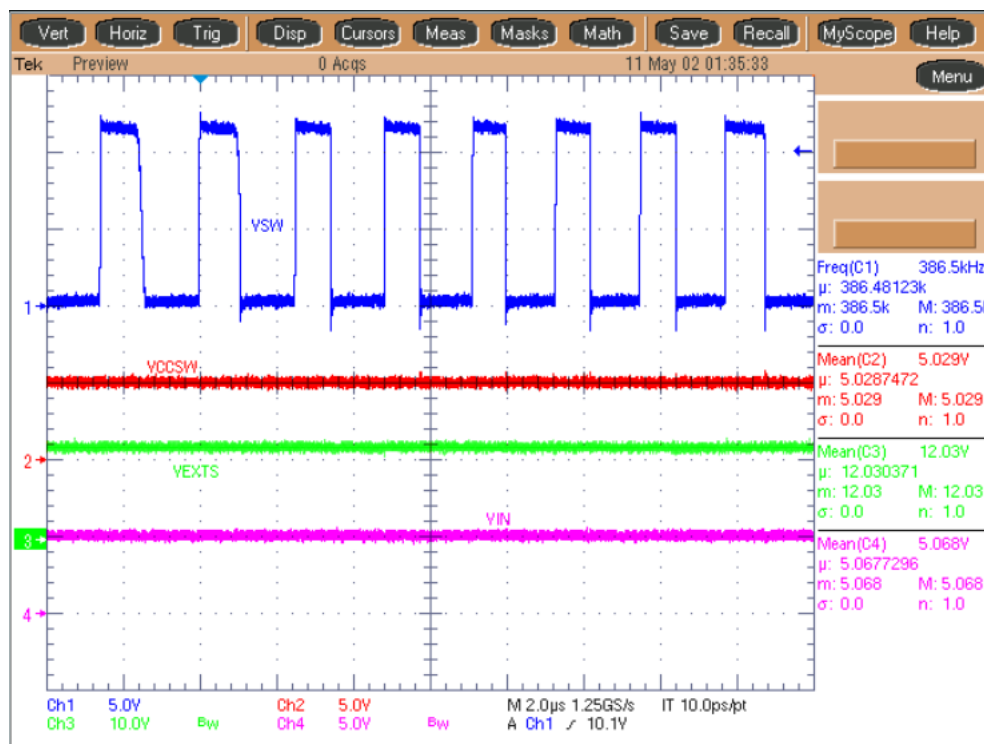 Vert Horiz Trig Disp Cursors Meas Masks Math Save Recall MyScope Help
Tek Preview 0 Acqs 11 May 02 01:35:33
Menu
VSW
1
VCCSW
2
VEXTS
VIN
3
4
Freq(C1) 386.5kHz
µ: 386.48123k
m: 386.5k M: 386.5
σ: 0.0 n: 1.0
Mean(C2) 5.029V
µ: 5.0287472
m: 5.029 M: 5.029
σ: 0.0 n: 1.0
Mean(C3) 12.03V
µ: 12.030371
m: 12.03 M: 12.03
σ: 0.0 n: 1.0
Mean(C4) 5.068V
µ: 5.0677296
m: 5.068 M: 5.068
σ: 0.0 n: 1.0
Ch1 5.0V Ch2 5.0V M 2.0µs 1.25GS/s IT 10.0ps/pt
Ch3 10.0V Bw Ch4 5.0V Bw A Ch1 ∕ 10.1V